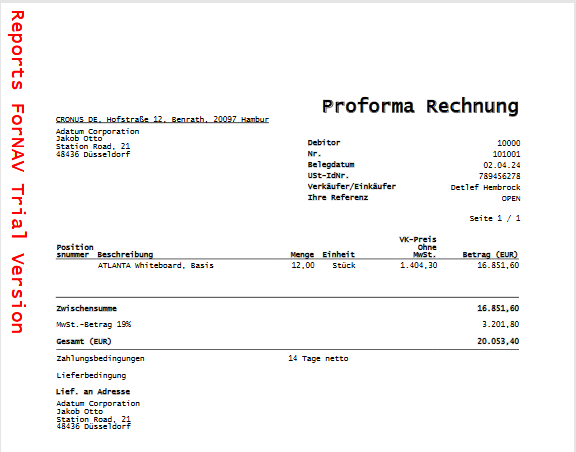 Reports ForNAV Trial Version
Proforma Rechnung
CRONUS DE, Hofstraße 12, Benrath, 20097 Hambur
Adatum Corporation
Jakob Otto
Station Road, 21
48436 Düsseldorf
Debitor 10000
Nr. 101001
Belegdatum 02.04.24
USt-IdNr. 789456278
Verkäufer/Einkäufer Detlef Hembrock
Ihre Referenz OPEN
Seite 1 / 1
VK-Preis
Position Ohne
snummer Beschreibung Menge Einheit MwSt. Betrag (EUR)
ATLANTA Whiteboard, Basis 12,00 Stück 1.404,30 16.851,60
Zwischensumme 16.851,60
MwSt.-Betrag 19% 3.201,80
Gesamt (EUR) 20.053,40
Zahlungsbedingungen 14 Tage netto
Lieferbedingung
Lief. an Adresse
Adatum Corporation
Jakob Otto
Station Road, 21
48436 Düsseldorf